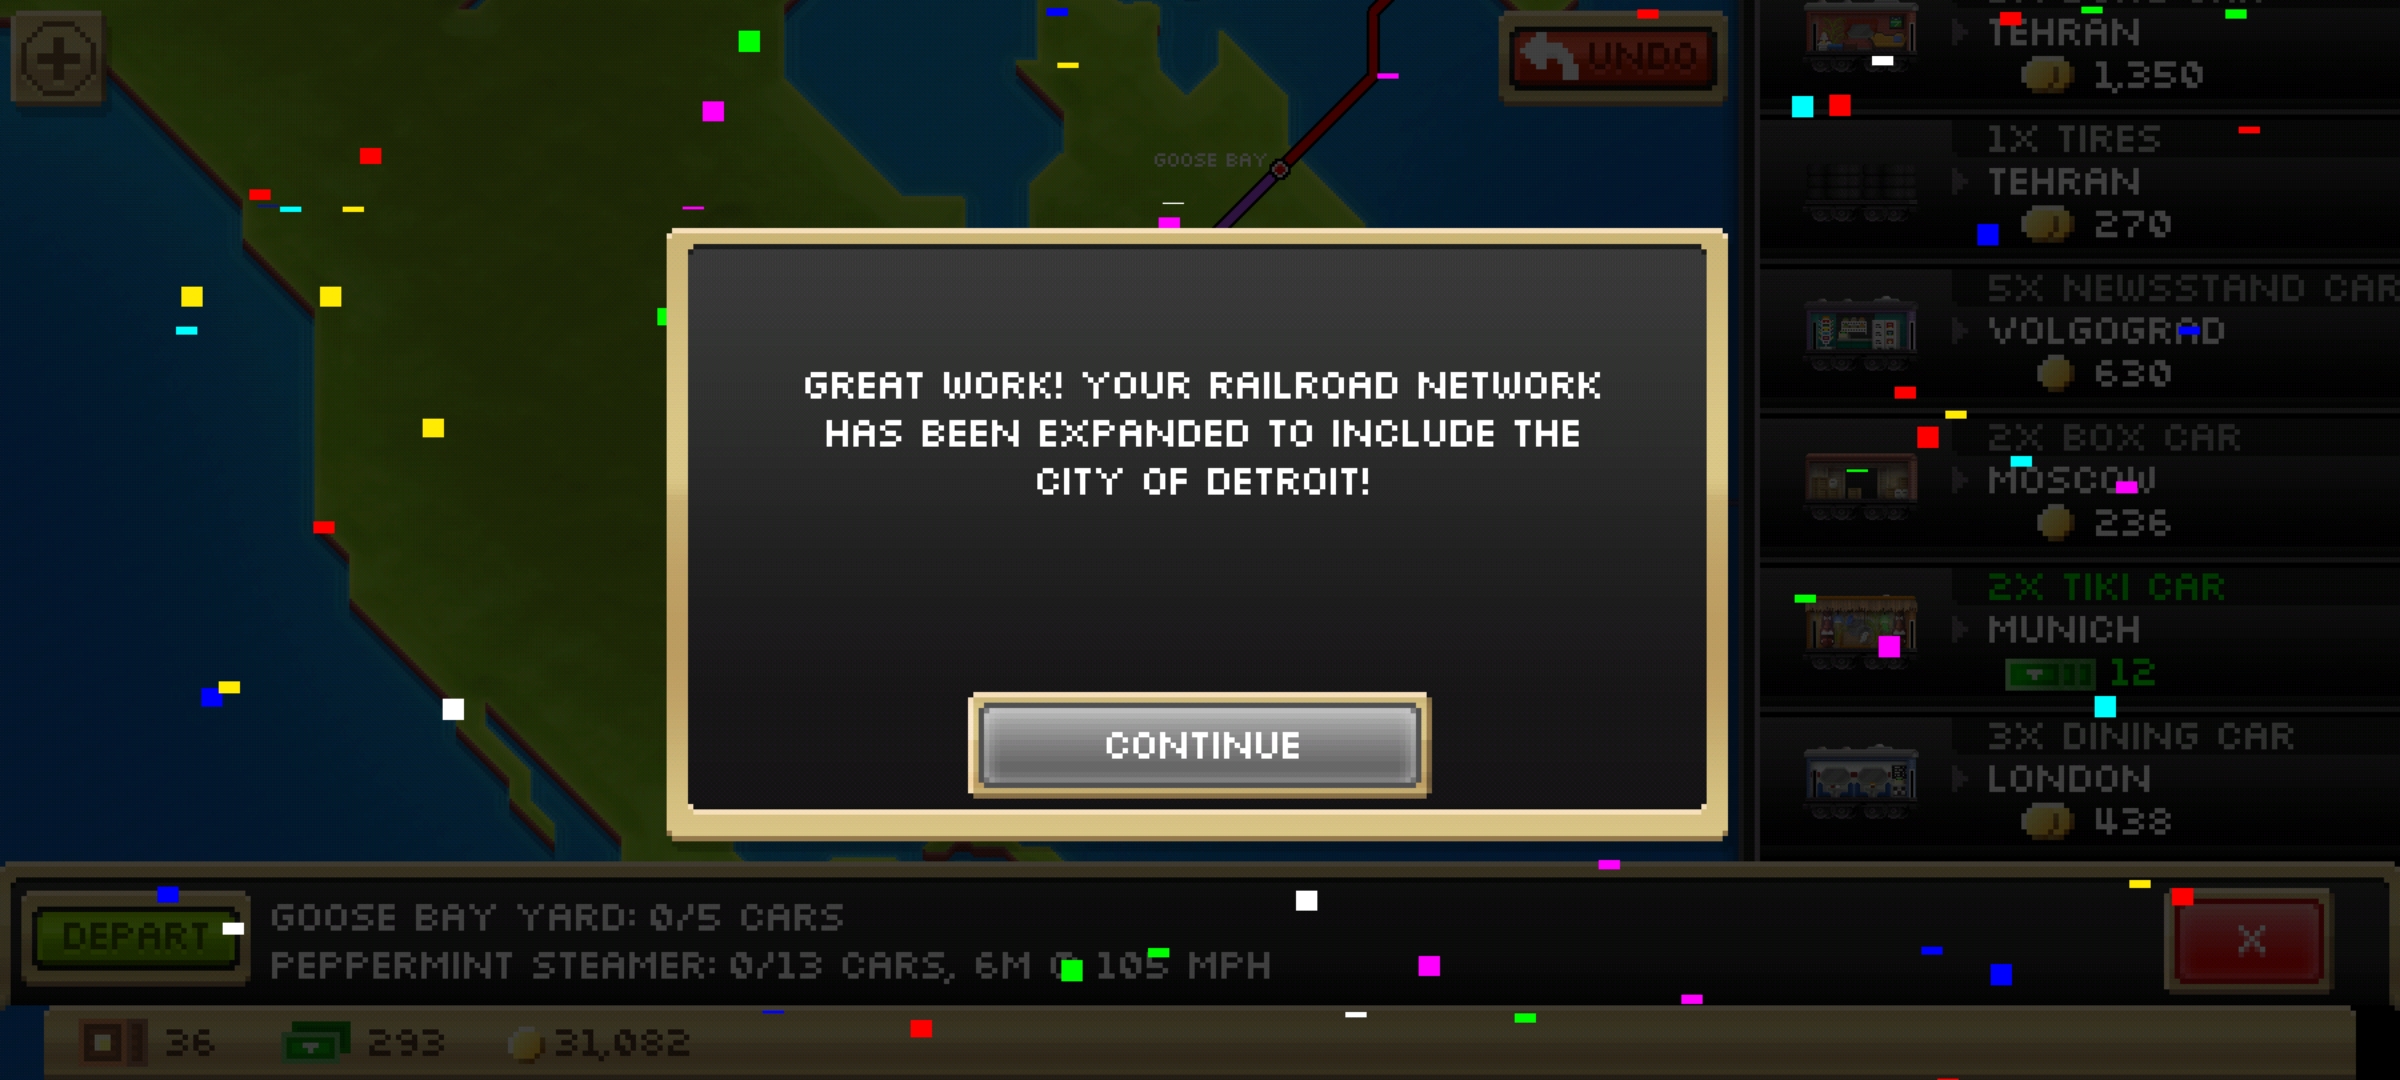 UNDO
GOOSE BAY
TEHRAN
1,350
1X TIRES
TEHRAN
270
5X NEWSSTAND CAR
VOLGOGRAD
630
2X BOX CAR
MOSCOW
236
2X TIKI CAR
MUNICH
12
3X DINING CAR
LONDON
438
GREAT WORK! YOUR RAILROAD NETWORK
HAS BEEN EXPANDED TO INCLUDE THE
CITY OF DETROIT!
CONTINUE
DEPART
GOOSE BAY YARD: 0/5 CARS
PEPPERMINT STEAMER: 0/13 CARS, 6M @ 105 MPH
X
36
293
31,082